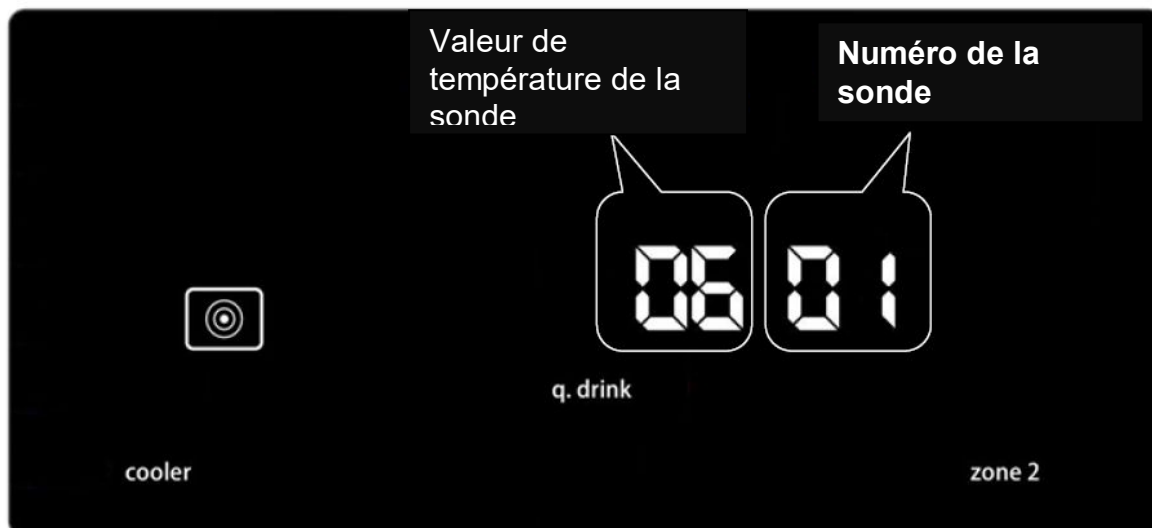 Valeur de
température de la
sonde
Numéro de la
sonde
06 01
q. drink
cooler
zone 2